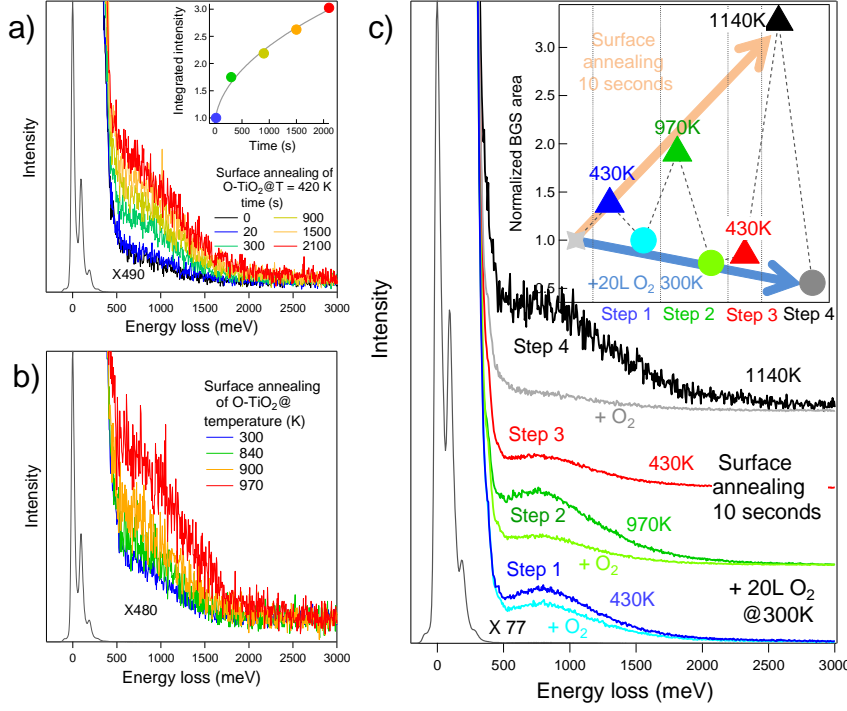 a)
Intensity
X490
Integrated intensity
3.0
2.5
2.0
1.5
1.0
0 500 1000 1500 2000
Time (s)
Surface annealing of
O-TiO2@T = 420 K
time (s)
0 900
20 1500
300 2100
0 500 1000 1500 2000 2500 3000
Energy loss (meV)
b)
Intensity
X480
Surface annealing
of O-TiO2@
temperature (K)
300
840
900
970
0 500 1000 1500 2000 2500 3000
Energy loss (meV)
c)
Intensity
Normalized BGS area
3.0
2.5
2.0
1.5
1.0
0.5
Surface
annealing
10 seconds
1140K
970K
430K
430K
+20L O2 300K
Step 1 Step 2 Step 3 Step 4
Step 4
1140K
+ O2
Step 3
430K
Surface
annealing
10 seconds
Step 2
970K
+ O2
Step 1
430K
+ O2
+ 20L O2
@300K
X 77
0 500 1000 1500 2000 2500 3000
Energy loss (meV)